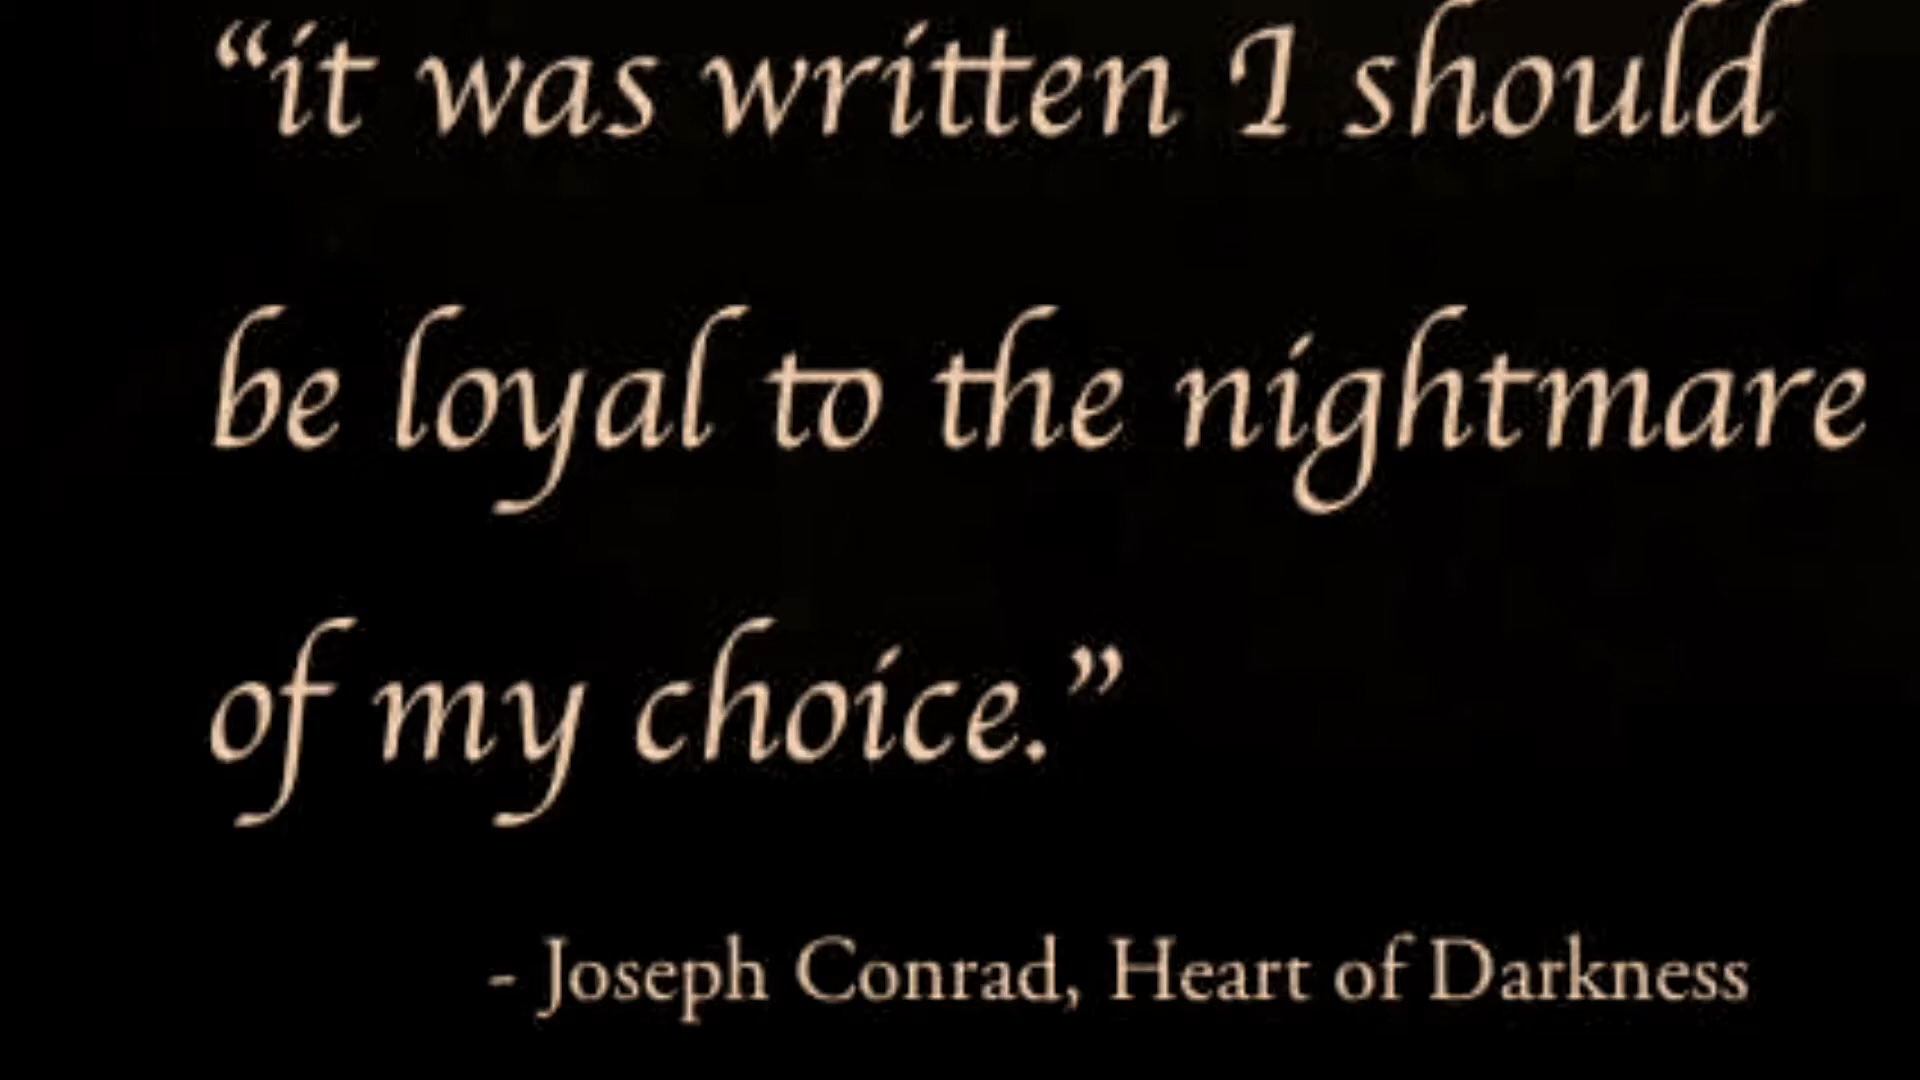 “it was written I should
be loyal to the nightmare
of my choice.”
- Joseph Conrad, Heart of Darkness